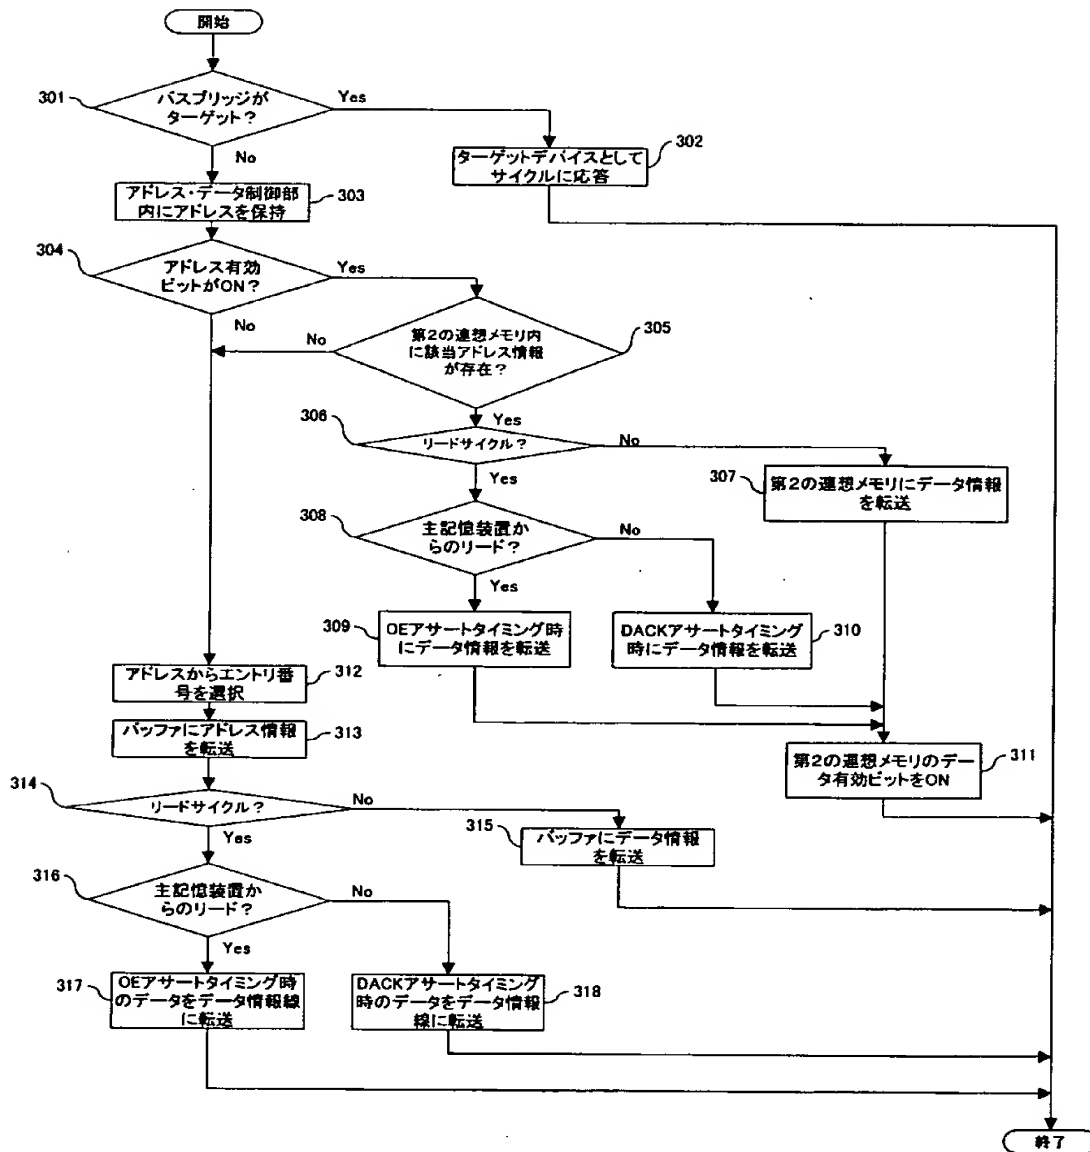 開始
301
バスブリッジが
ターゲット?
Yes
No
302
ターゲットデバイスとして
サイクルに応答
アドレス・データ制御部
内にアドレスを保持
303
304
アドレス有効
ビットがON?
Yes
No
第2の連想メモリ内
に該当アドレス情報
が存在?
305
No
Yes
306
リードサイクル?
No
Yes
307
第2の連想メモリにデータ情報
を転送
308
主記憶装置か
らのリード?
No
Yes
309
OEアサートタイミング時
にデータ情報を転送
DACKアサートタイミング
時にデータ情報を転送
310
アドレスからエントリ番
号を選択
312
バッファにアドレス情報
を転送
313
第2の連想メモリのデー
タ有効ビットをON
311
314
リードサイクル?
No
Yes
315
バッファにデータ情報
を転送
316
主記憶装置か
らのリード?
No
Yes
317
OEアサートタイミング時
のデータをデータ情報線
に転送
DACKアサートタイミング
時のデータをデータ情報
線に転送
318
終了